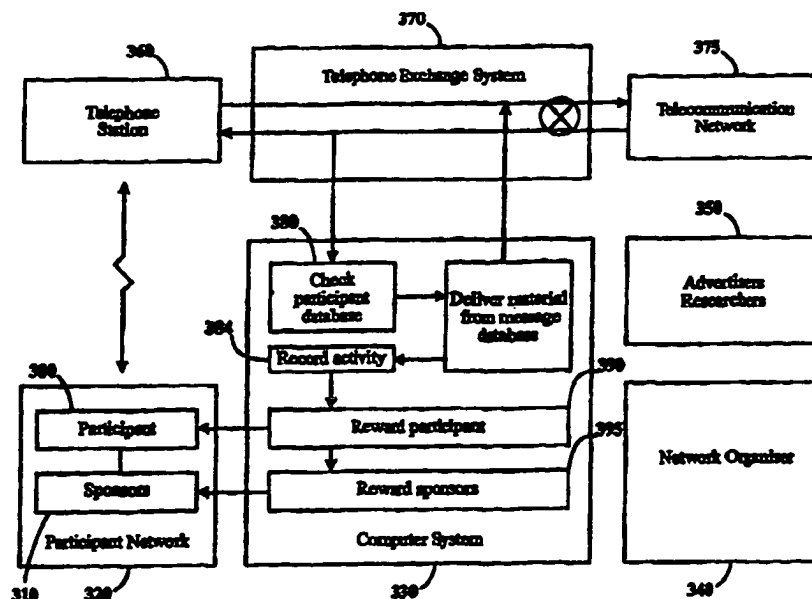 370
360
375
Telephone Exchange System
Telephone
Station
Telecommunication
Network
380
350
Check
participant
database
Deliver material
from message
database
Advertisers
Researchers
384
Record activity
300
390
Participant
Reward participant
395
Network Organiser
Sponsors
Reward sponsors
Participant Network
Computer System
310
320
330
340